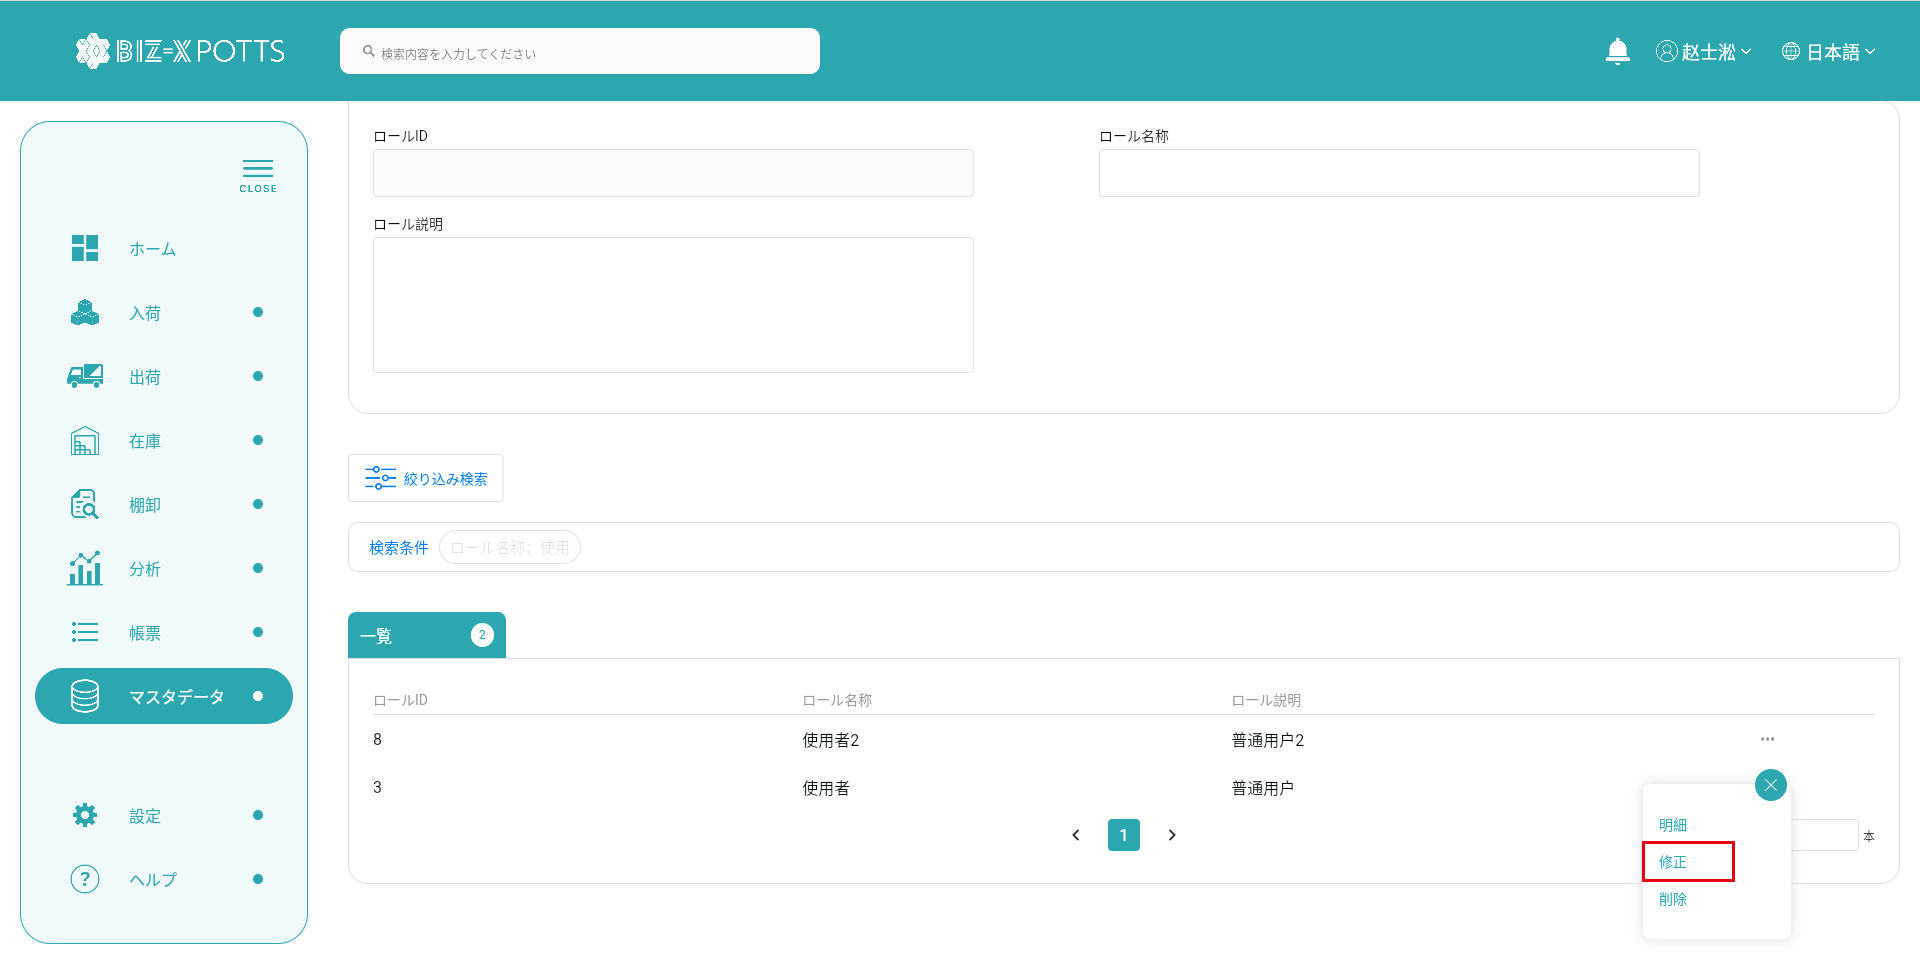 BIZ=X POTTS
検索内容を入力してください
赵士淞
日本語
CLOSE
ホーム
入荷
出荷
在庫
棚卸
分析
帳票
マスタデータ
設定
ヘルプ
ロールID
ロール名称
ロール説明
絞り込み検索
検索条件
ロール名称：使用
一覧
2
ロールID ロール名称 ロール説明
8 使用者2 普通用户2
3 使用者 普通用户
1
本
明細
修正
削除